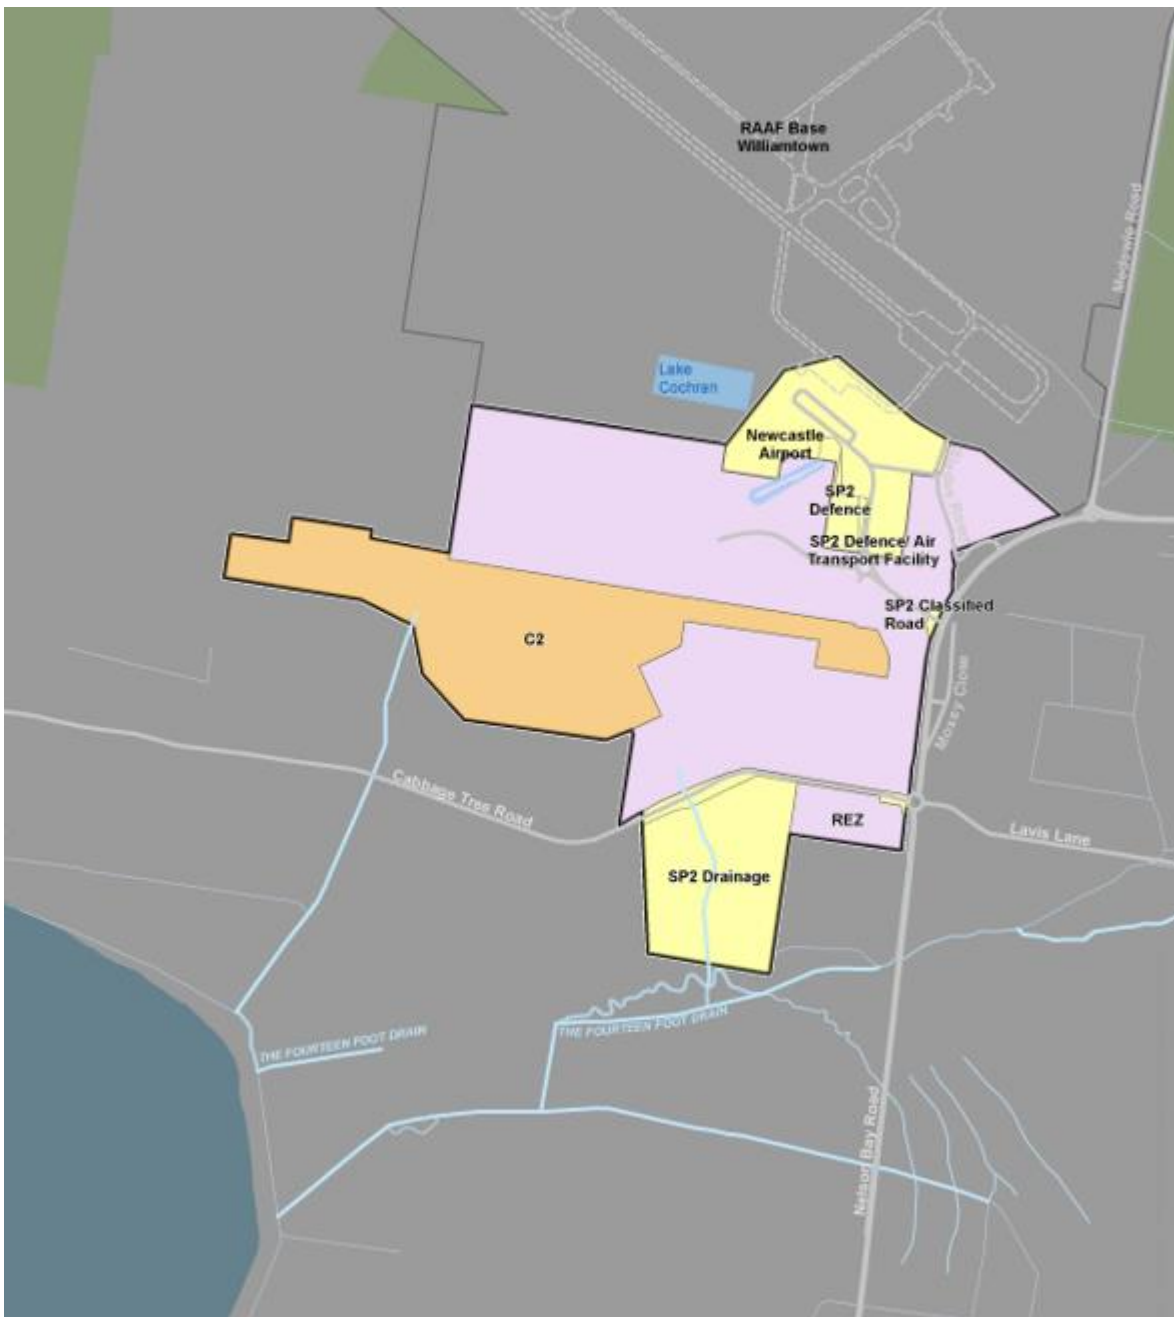 RAAF Base
Williamtown
Medowie Road
Lake
Cochran
Newcastle
Airport
SP2
Defence
SP2 Defence/ Air
Transport Facility
SP2 Classified
Road
C2
Moxey Close
Cabbage Tree Road
REZ
Lavis Lane
SP2 Drainage
THE FOURTEEN FOOT DRAIN
THE FOURTEEN FOOT DRAIN
Nelson Bay Road